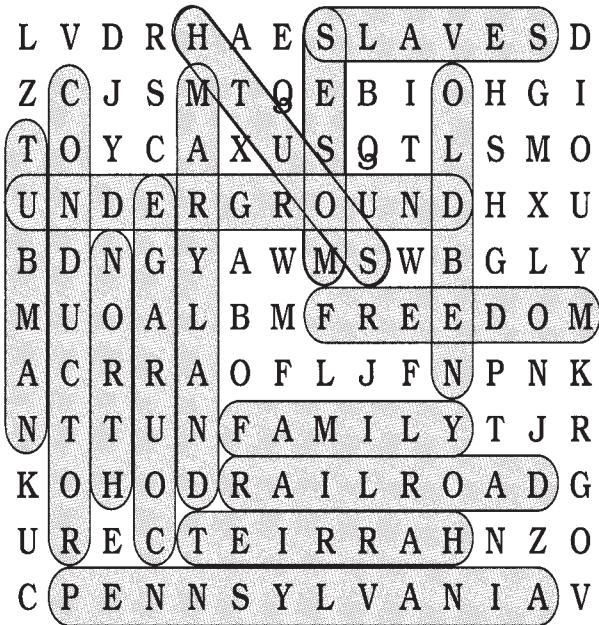 L V D R H A E S L A V E S D
Z C J S M T Q E B I O H G I
T O Y C A X U S Q T L S M O
U N D E R G R O U N D H X U
B D N G Y A W M S W B G L Y
M U O A L B M F R E E D O M
A C R R A O F L J F N P N K
N T T U N F A M I L Y T J R
K O H O D R A I L R O A D G
U R E C T E I R R A H N Z O
C P E N N S Y L V A N I A V